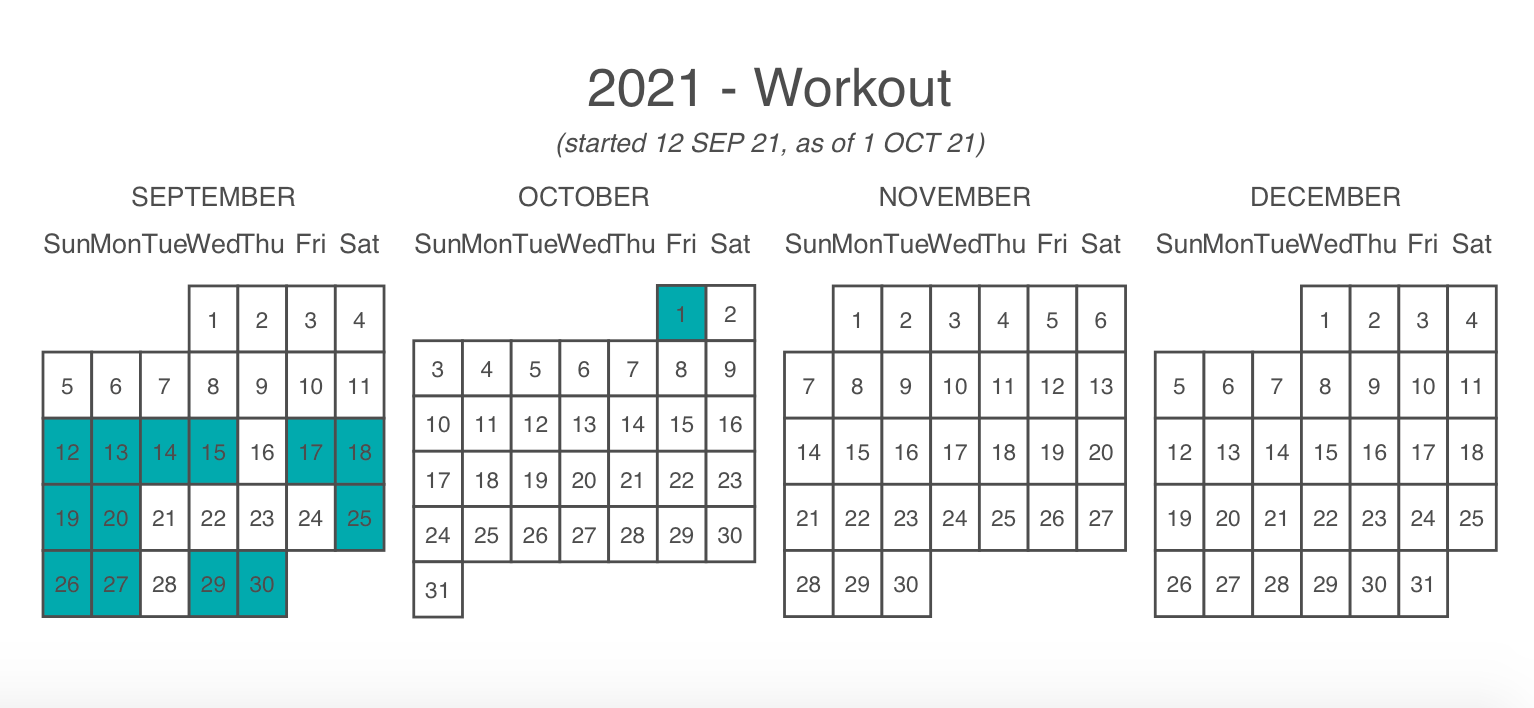 2021 - Workout
(started 12 SEP 21, as of 1 OCT 21)
SEPTEMBER
Sun Mon Tue Wed Thu Fri Sat
1 2 3 4
5 6 7 8 9 10 11
12 13 14 15 16 17 18
19 20 21 22 23 24 25
26 27 28 29 30
OCTOBER
Sun Mon Tue Wed Thu Fri Sat
1 2
3 4 5 6 7 8 9
10 11 12 13 14 15 16
17 18 19 20 21 22 23
24 25 26 27 28 29 30
31
NOVEMBER
Sun Mon Tue Wed Thu Fri Sat
1 2 3 4 5 6
7 8 9 10 11 12 13
14 15 16 17 18 19 20
21 22 23 24 25 26 27
28 29 30
DECEMBER
Sun Mon Tue Wed Thu Fri Sat
1 2 3 4
5 6 7 8 9 10 11
12 13 14 15 16 17 18
19 20 21 22 23 24 25
26 27 28 29 30 31